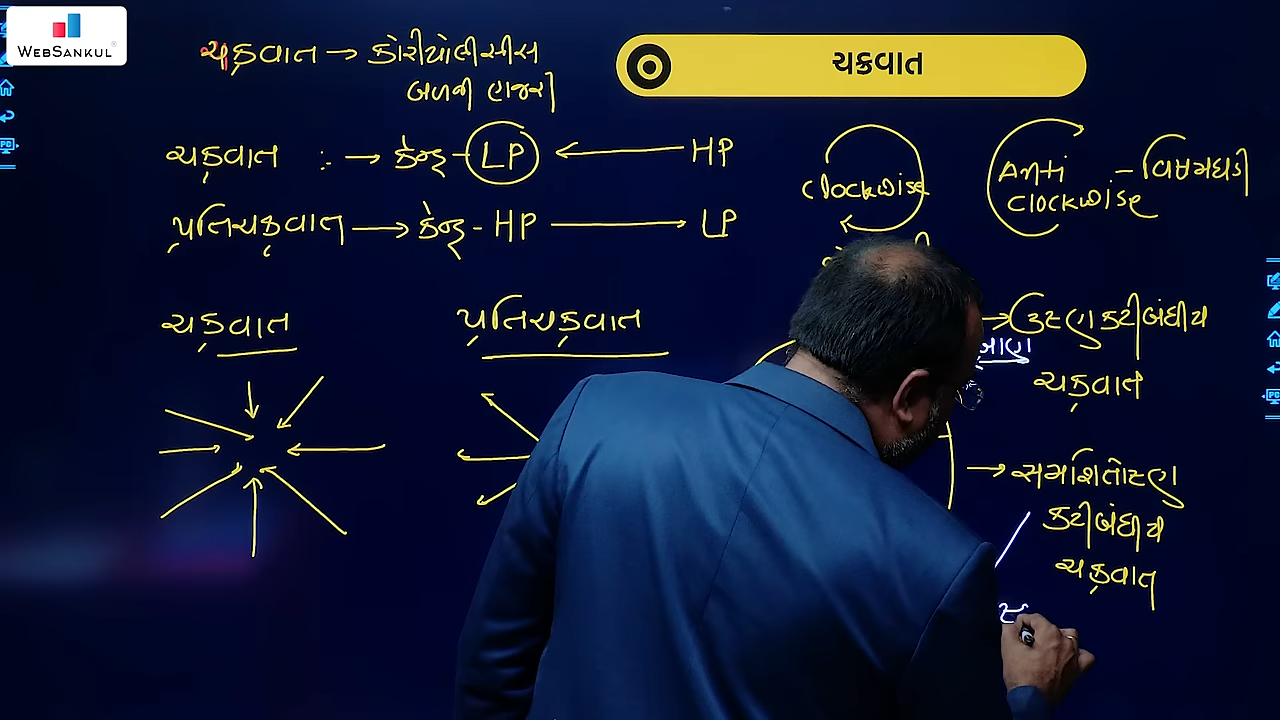 WEBSANKUL
ચક્રવાત → કોરીયોલીસીસ
બળની હાજરી
ચક્રવાત
ચક્રવાત :→ કેન્દ્ર - LP ← HP
પ્રતિચક્રવાત → કેન્દ્ર - HP → LP
clockwise
Anti - વિષમઘડી
clockwise
ચક્રવાત
પ્રતિચક્રવાત
→ ઉષ્ણકટીબંધીય
ચક્રવાત
→ સમશિતોષ્ણ
કટીબંધીય
ચક્રવાત